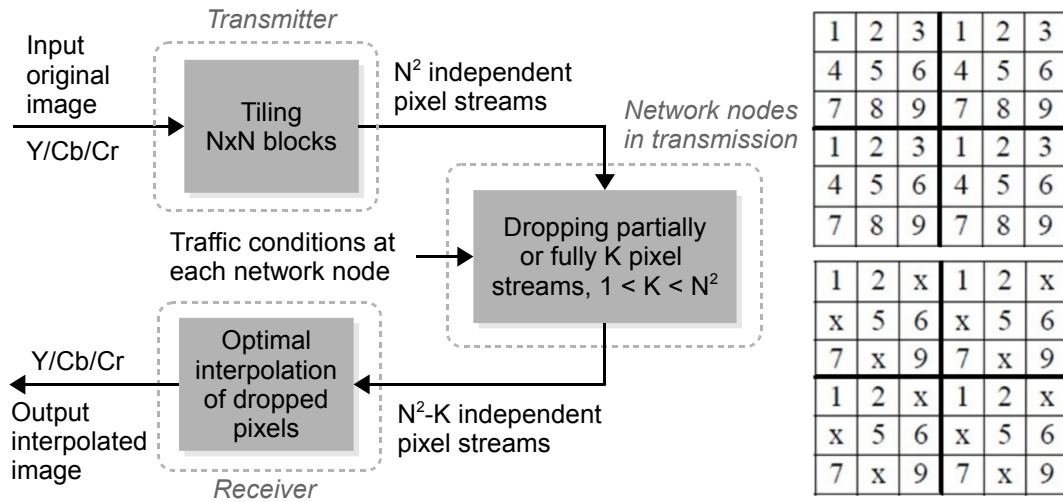 Transmitter
Input
original
image
Y/Cb/Cr
Tiling
NxN blocks
N² independent
pixel streams
Network nodes
in transmission
Traffic conditions at
each network node
Dropping partially
or fully K pixel
streams, 1 < K < N²
Y/Cb/Cr
Output
interpolated
image
Optimal
interpolation
of dropped
pixels
N²-K independent
pixel streams
Receiver
1 2 3 1 2 3
4 5 6 4 5 6
7 8 9 7 8 9
1 2 3 1 2 3
4 5 6 4 5 6
7 8 9 7 8 9
1 2 x 1 2 x
x 5 6 x 5 6
7 x 9 7 x 9
1 2 x 1 2 x
x 5 6 x 5 6
7 x 9 7 x 9